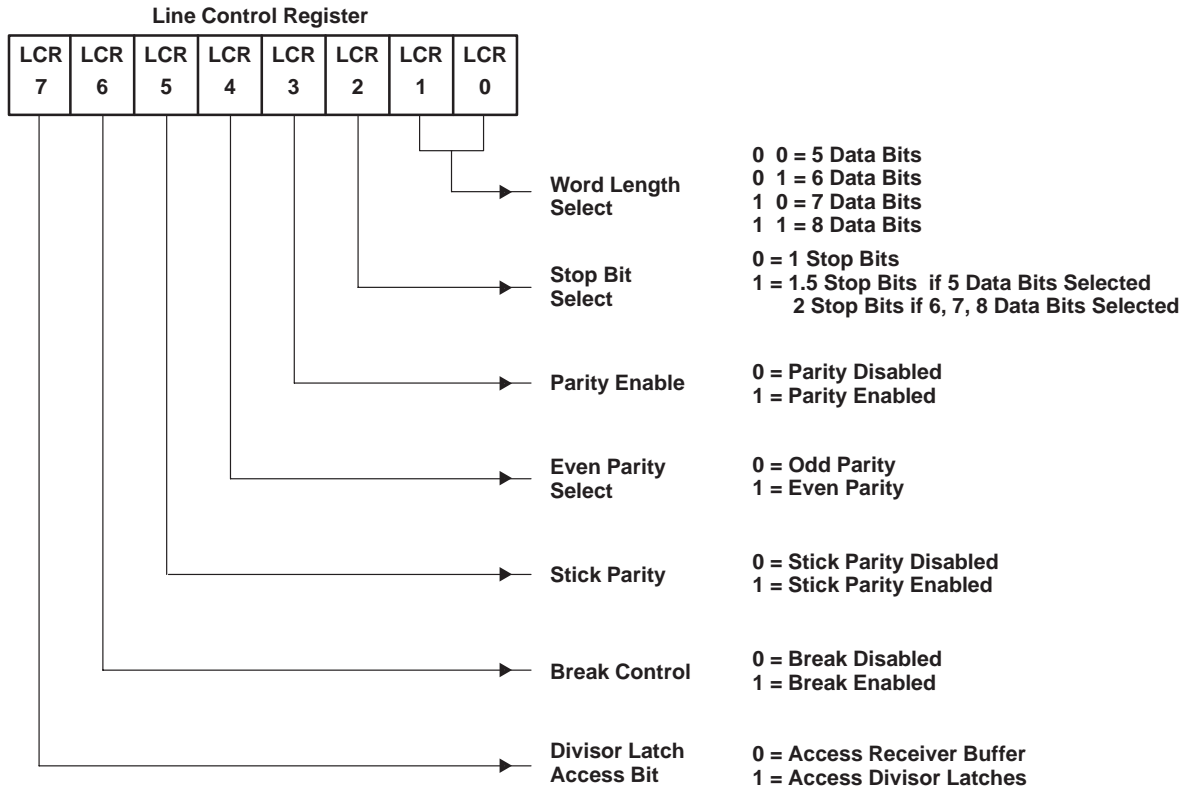 Line Control Register
LCR LCR LCR LCR LCR LCR LCR LCR
7 6 5 4 3 2 1 0
Word Length
Select
0 0 = 5 Data Bits
0 1 = 6 Data Bits
1 0 = 7 Data Bits
1 1 = 8 Data Bits
Stop Bit
Select
0 = 1 Stop Bits
1 = 1.5 Stop Bits if 5 Data Bits Selected
2 Stop Bits if 6, 7, 8 Data Bits Selected
Parity Enable
0 = Parity Disabled
1 = Parity Enabled
Even Parity
Select
0 = Odd Parity
1 = Even Parity
Stick Parity
0 = Stick Parity Disabled
1 = Stick Parity Enabled
Break Control
0 = Break Disabled
1 = Break Enabled
Divisor Latch
Access Bit
0 = Access Receiver Buffer
1 = Access Divisor Latches